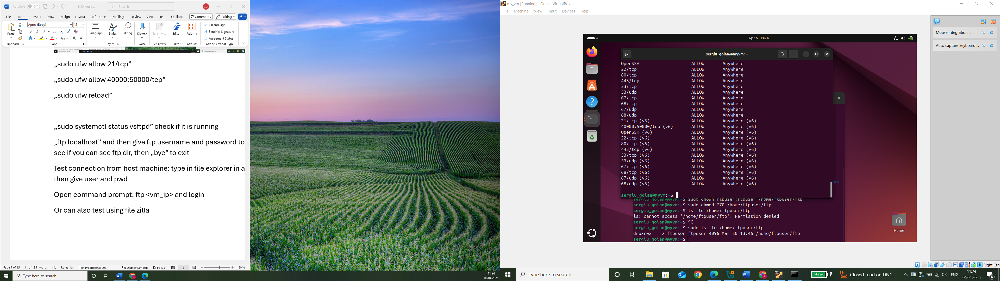 AutoSave Off NSA_vm_s... Search SG
File Home Insert Draw Design Layout References Mailings Review View Help QuillBot Comments Editing
Aptos (Body) 12
Paste
Paragraph
Styles
Editing
Dictate
Sensitivity
Editor
Add-ins
Fill and Sign
Send for Signature
Agreement Status
Clipboard Font Styles Voice Sensitivity Editor Add-ins Adobe Acrobat Sign
„sudo ufw allow 21/tcp”
„sudo ufw allow 40000:50000/tcp”
„sudo ufw reload”
„sudo systemctl status vsftpd” check if it is running
„ftp localhost” and then give ftp username and password to
see if you can see ftp dir, then „bye” to exit
Test connection from host machine: type in file explorer in a
then give user and pwd
Open command prompt: ftp <vm_ip> and login
Or can also test using file zilla
Page 7 of 15 11 of 1951 words Romanian Text Predictions: On Display Settings Focus 180 %
Type here to search
11:24
06.04.2025
my_vm [Running] - Oracle VirtualBox
File Machine View Input Devices Help
Mouse integration ...
Auto capture keyboard ...
Apr 6 08:24
sergiu_goian@myvm: ~
OpenSSH ALLOW Anywhere
22/tcp ALLOW Anywhere
80/tcp ALLOW Anywhere
443/tcp ALLOW Anywhere
53/tcp ALLOW Anywhere
53/udp ALLOW Anywhere
67/tcp ALLOW Anywhere
68/tcp ALLOW Anywhere
67/udp ALLOW Anywhere
68/udp ALLOW Anywhere
21/tcp (v6) ALLOW Anywhere (v6)
40000:50000/tcp (v6) ALLOW Anywhere (v6)
OpenSSH (v6) ALLOW Anywhere (v6)
22/tcp (v6) ALLOW Anywhere (v6)
80/tcp (v6) ALLOW Anywhere (v6)
443/tcp (v6) ALLOW Anywhere (v6)
53/tcp (v6) ALLOW Anywhere (v6)
53/udp (v6) ALLOW Anywhere (v6)
67/tcp (v6) ALLOW Anywhere (v6)
68/tcp (v6) ALLOW Anywhere (v6)
67/udp (v6) ALLOW Anywhere (v6)
68/udp (v6) ALLOW Anywhere (v6)
sergiu_goian@myvm:~$
sergiu_goian@myvm:~$ sudo chown ftpuser:ftpuser /home/ftpuser/ftp
sergiu_goian@myvm:~$ sudo chmod 770 /home/ftpuser/ftp
sergiu_goian@myvm:~$ ls -ld /home/ftpuser/ftp
ls: cannot access '/home/ftpuser/ftp': Permission denied
sergiu_goian@myvm:~$ ^C
sergiu_goian@myvm:~$ sudo ls -ld /home/ftpuser/ftp
drwxrwx--- 2 ftpuser ftpuser 4096 Mar 30 13:46 /home/ftpuser/ftp
sergiu_goian@myvm:~$
Home
Right Ctrl
Type here to search
93%
Closed road on DN1...
ENG
11:24
06.04.2025
4